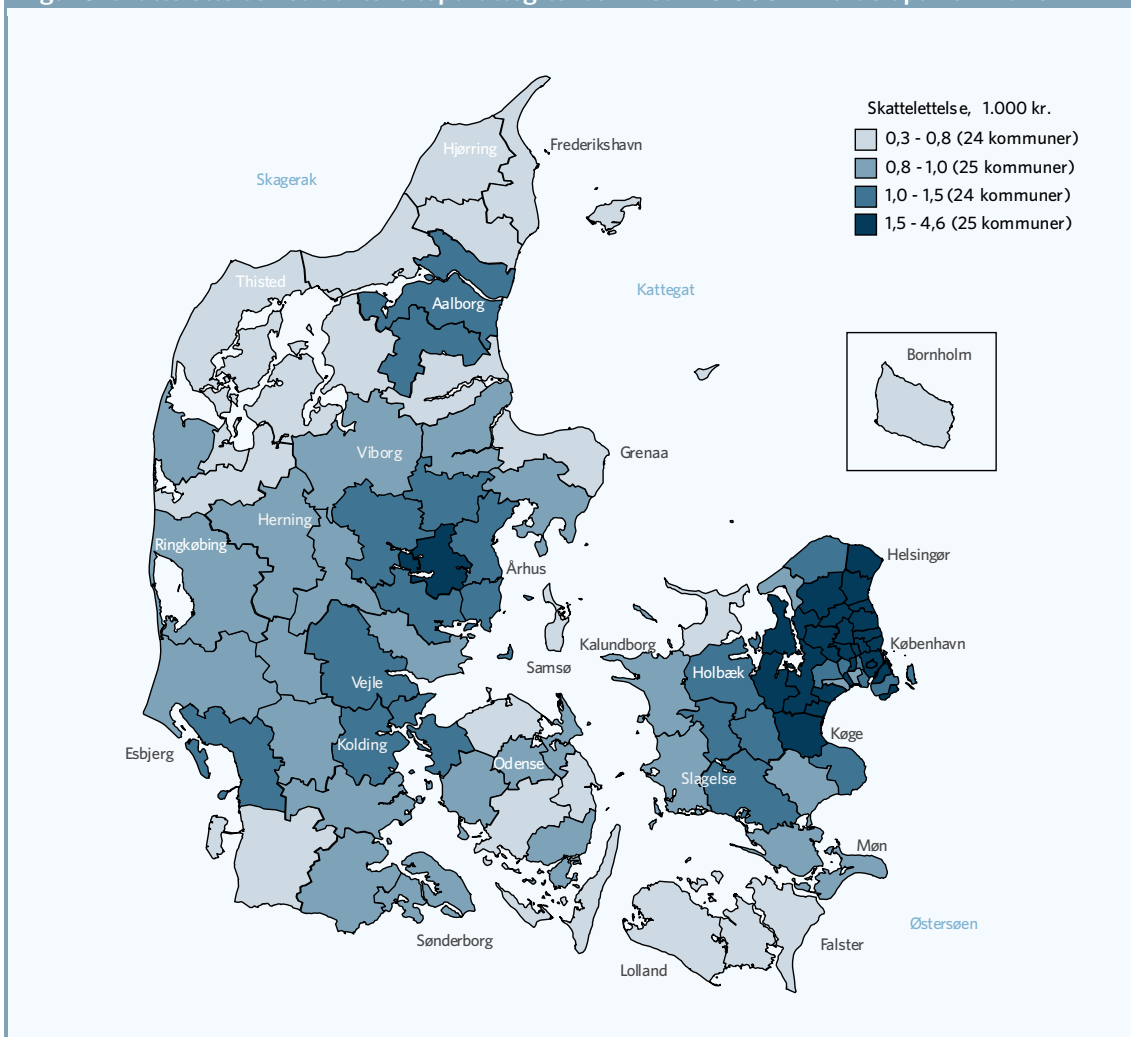 Skattelettelse, 1.000 kr.
0,3 - 0,8 (24 kommuner)
0,8 - 1,0 (25 kommuner)
1,0 - 1,5 (24 kommuner)
1,5 - 4,6 (25 kommuner)
Hjørring
Frederikshavn
Skagerak
Thisted
Kattegat
Aalborg
Bornholm
Viborg
Grenaa
Herning
Ringkøbing
Århus
Helsingør
Kalundborg
København
Samsø
Holbæk
Vejle
Køge
Kolding
Esbjerg
Odense
Slagelse
Møn
Østersøen
Sønderborg
Falster
Lolland